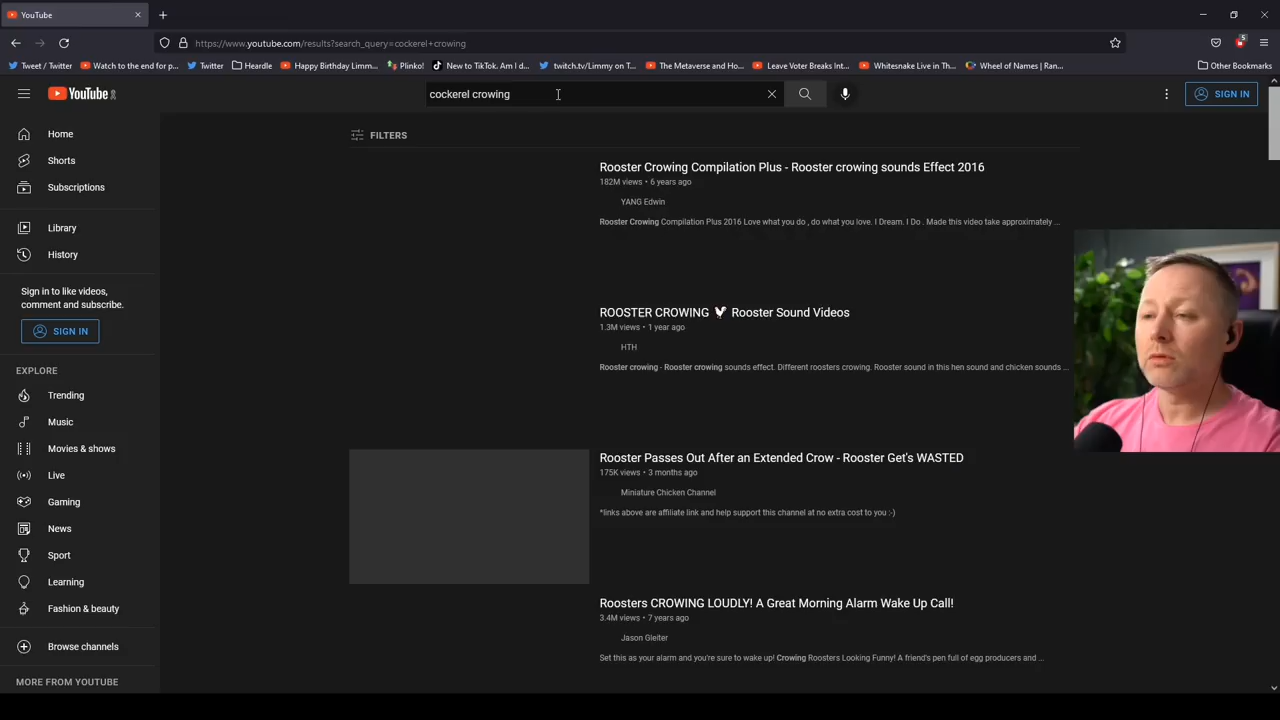 YouTube
https://www.youtube.com/results?search_query=cockerel+crowing
5
Tweet / Twitter
Watch to the end for p...
Twitter
Heardle
Happy Birthday Limm...
Plinko!
New to TikTok. Am I d...
twitch.tv/Limmy on T...
The Metaverse and Ho...
Leave Voter Breaks Int...
Whitesnake Live in Th...
Wheel of Names | Ran...
Other Bookmarks
YouTube
cockerel crowing
SIGN IN
Home
Shorts
Subscriptions
Library
History
Sign in to like videos,
comment and subscribe.
SIGN IN
EXPLORE
Trending
Music
Movies & shows
Live
Gaming
News
Sport
Learning
Fashion & beauty
Browse channels
MORE FROM YOUTUBE
FILTERS
Rooster Crowing Compilation Plus - Rooster crowing sounds Effect 2016
182M views • 6 years ago
YANG Edwin
Rooster Crowing Compilation Plus 2016 Love what you do , do what you love. I Dream. I Do . Made this video take approximately ...
ROOSTER CROWING 🐓 Rooster Sound Videos
1.3M views • 1 year ago
HTH
Rooster crowing - Rooster crowing sounds effect. Different roosters crowing. Rooster sound in this hen sound and chicken sounds ...
Rooster Passes Out After an Extended Crow - Rooster Get's WASTED
175K views • 3 months ago
Miniature Chicken Channel
*links above are affiliate link and help support this channel at no extra cost to you :-)
Roosters CROWING LOUDLY! A Great Morning Alarm Wake Up Call!
3.4M views • 7 years ago
Jason Gleiter
Set this as your alarm and you're sure to wake up! Crowing Roosters Looking Funny! A friend's pen full of egg producers and ...